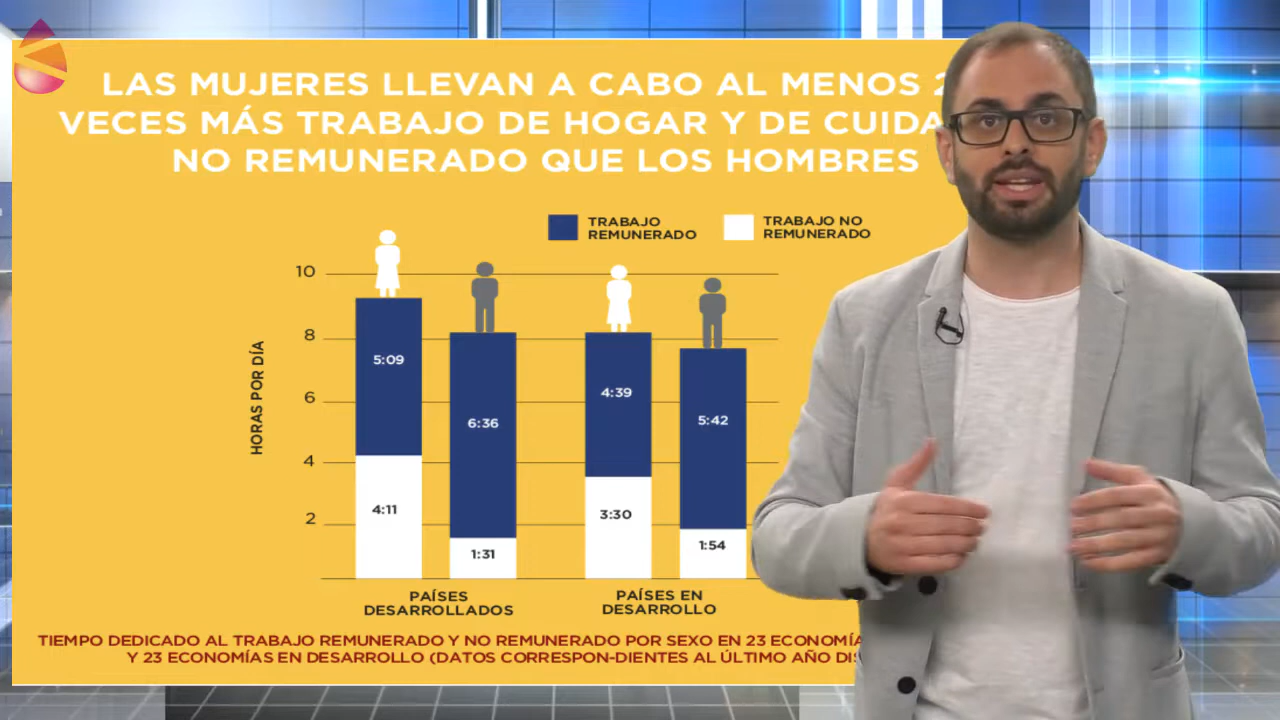 LAS MUJERES LLEVAN A CABO AL MENOS
VECES MÁS TRABAJO DE HOGAR Y DE
NO REMUNERADO QUE LOS HOMBRES
TRABAJO
REMUNERADO
TRABAJO NO
REMUNERADO
HORAS POR DÍA
10
8
6
4
2
5:09
4:11
6:36
1:31
4:39
3:30
5:42
1:54
PAÍSES
DESARROLLADOS
PAÍSES EN
DESARROLLO
TIEMPO DEDICADO AL TRABAJO REMUNERADO Y NO REMUNERADO POR SEXO EN 23
Y 23 ECONOMÍAS EN DESARROLLO (DATOS CORRESPON-DIENTES AL ÚLTIMO AÑO